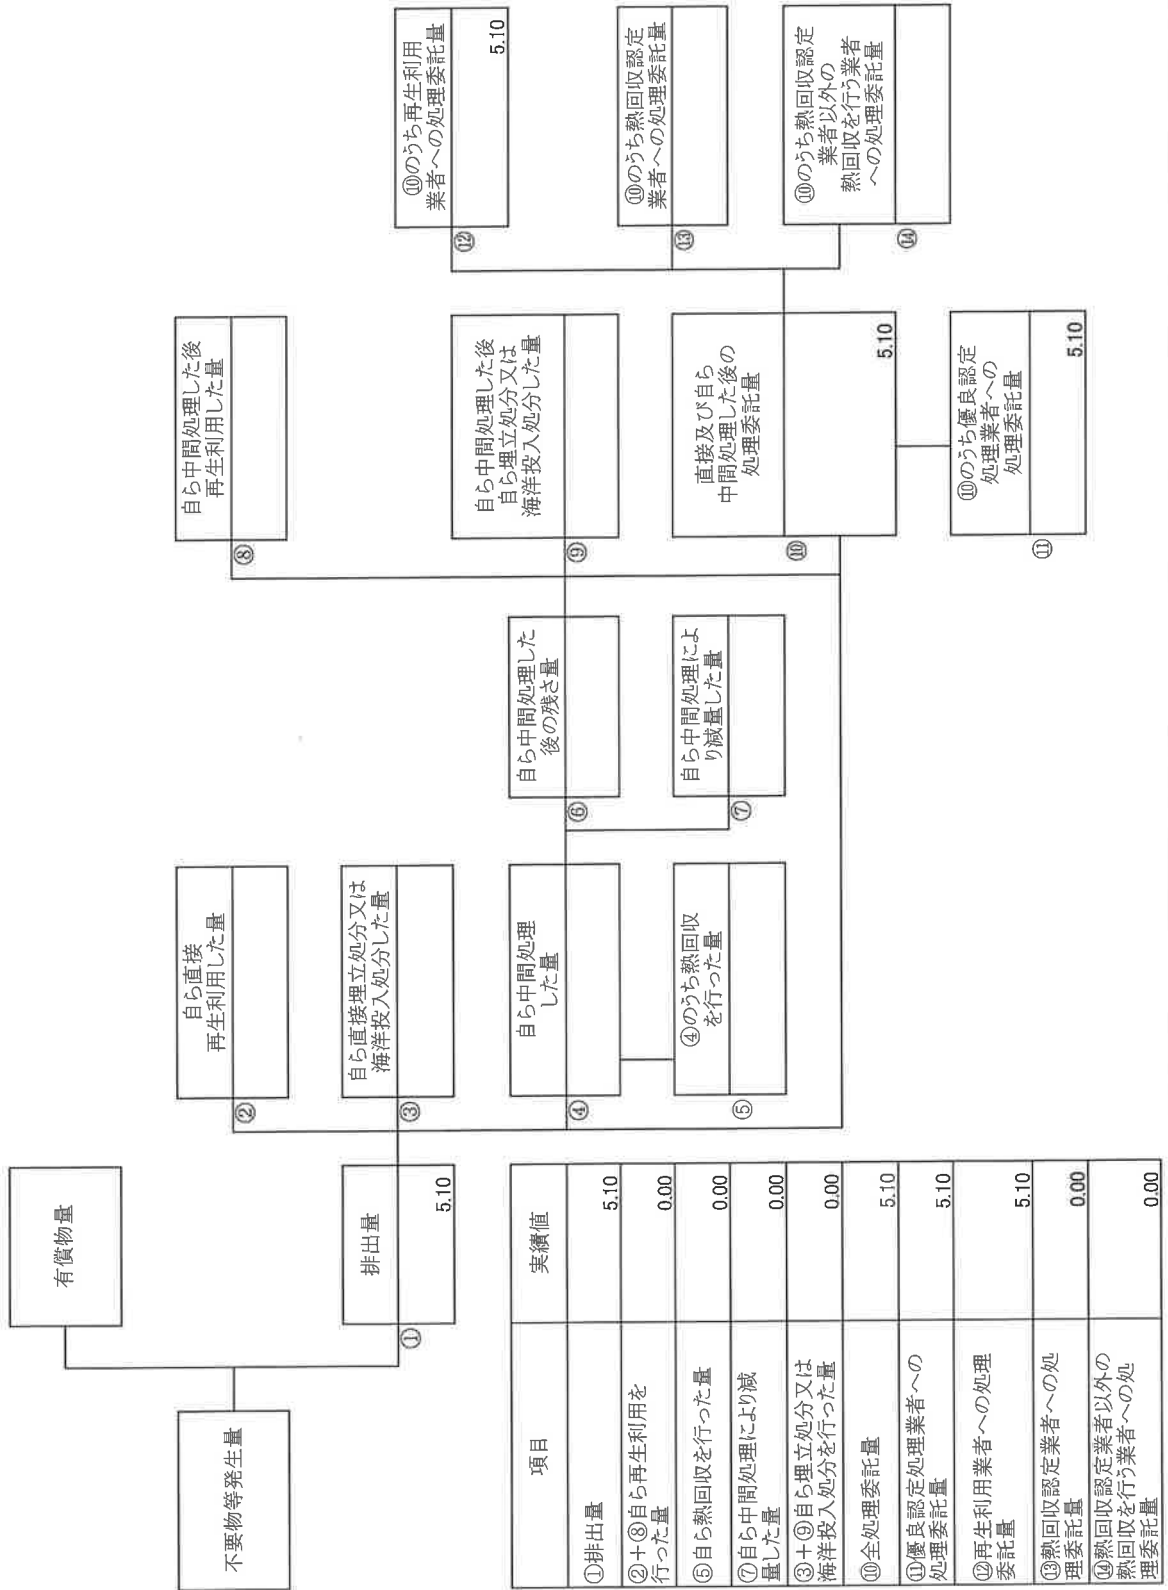 不要物等発生量
有償物量
①
排出量
5.10
②
自ら直接
再生利用した量
③
自ら直接埋立処分又は
海洋投入処分した量
④
自ら中間処理
した量
⑤
④のうち熱回収
を行った量
⑥
自ら中間処理した
後の残さ量
⑦
自ら中間処理によ
り減量した量
⑧
自ら中間処理した後
再生利用した量
⑨
自ら中間処理した後
自ら埋立処分又は
海洋投入処分した量
⑩
直接及び自ら
中間処理した後の
処理委託量
5.10
⑪
⑩のうち優良認定
処理業者への
処理委託量
5.10
⑫
⑩のうち再生利用
業者への処理委託量
5.10
⑬
⑩のうち熱回収認定
業者への処理委託量
⑭
⑩のうち熱回収認定
業者以外の
熱回収を行う業者
への処理委託量
項目 実績値
①排出量 5.10
②+⑧自ら再生利用を
行った量 0.00
⑤自ら熱回収を行った量 0.00
⑦自ら中間処理により減
量した量 0.00
③+⑨自ら埋立処分又は
海洋投入処分を行った量 0.00
⑩全処理委託量 5.10
⑪優良認定処理業者への
処理委託量 5.10
⑫再生利用業者への処理
委託量 5.10
⑬熱回収認定業者への処
理委託量 0.00
⑭熱回収認定業者以外の
熱回収を行う業者への処
理委託量 0.00